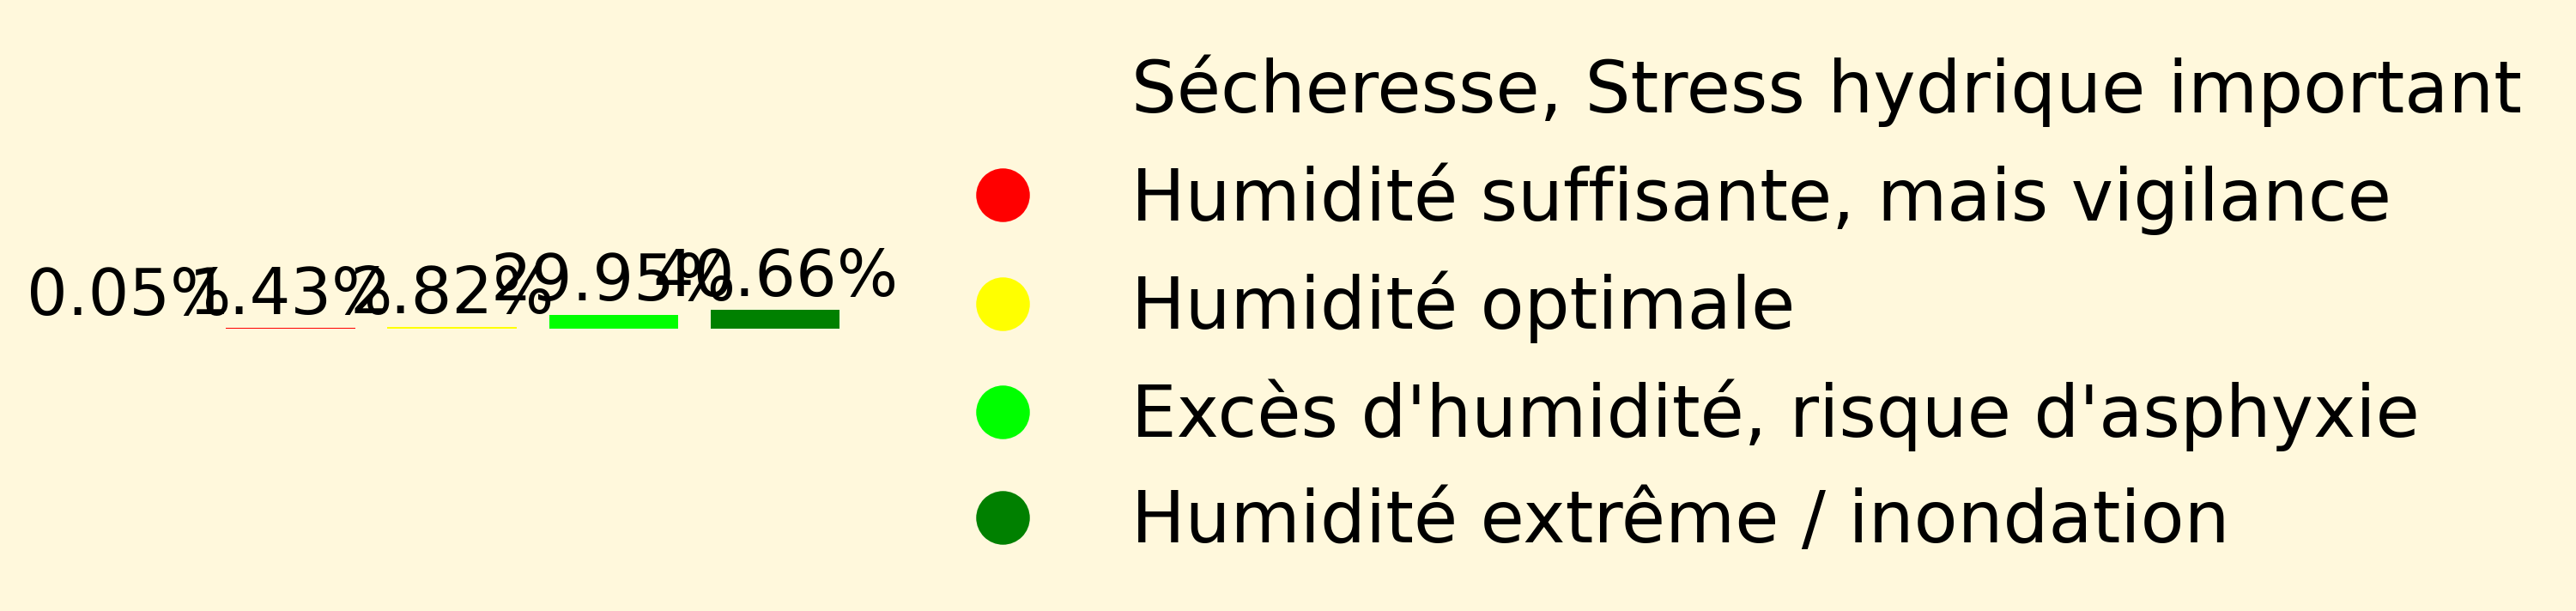 Sécheresse, Stress hydrique important
Humidité suffisante, mais vigilance
0.05% 1.43% 2.82% 29.95% 40.66%
Humidité optimale
Excès d'humidité, risque d'asphyxie
Humidité extrême / inondation